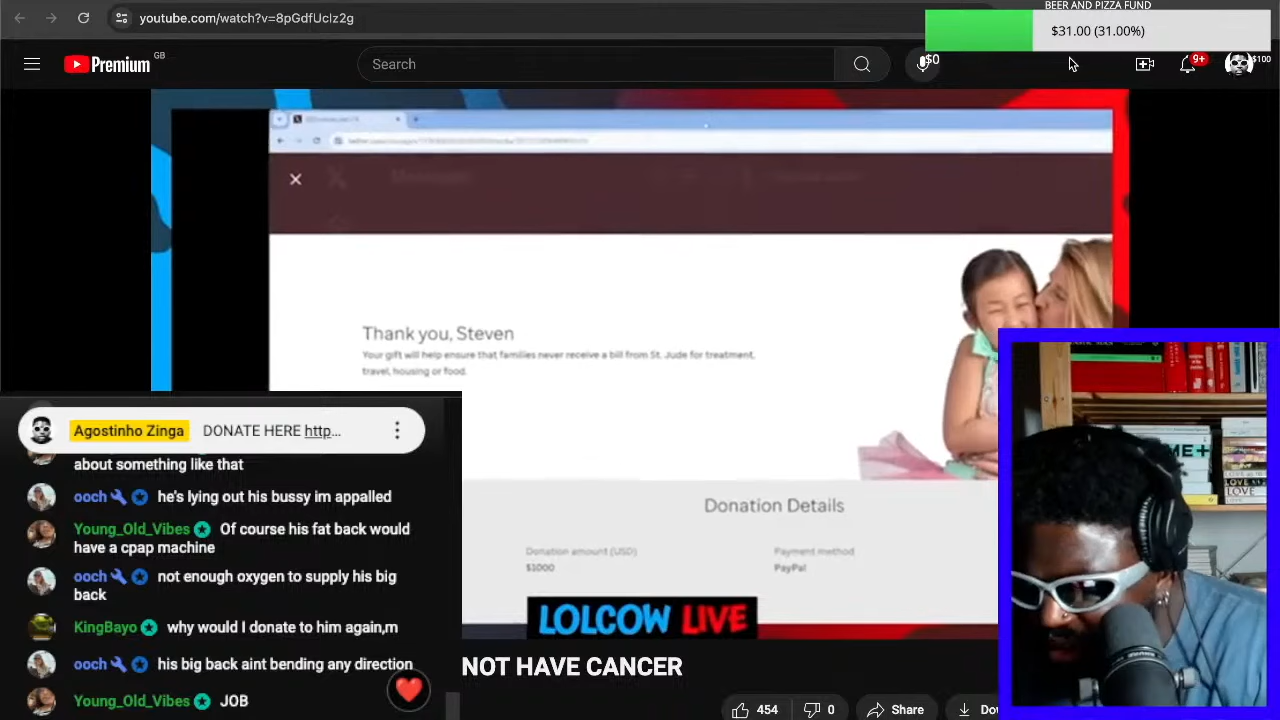 youtube.com/watch?v=8pGdfUcIz2g
BEER AND PIZZA FUND
$31.00 (31.00%)
$0
$100
Premium GB
Search
9+
Thank you, Steven
Your gift will help ensure that families never receive a bill from St. Jude for treatment,
travel, housing or food.
Donation Details
Donation amount (USD)
Payment method
$1000
PayPal
LOLCOW LIVE
Agostinho Zinga DONATE HERE http...
about something like that
ooch he's lying out his bussy im appalled
Young_Old_Vibes Of course his fat back would
have a cpap machine
ooch not enough oxygen to supply his big
back
KingBayo why would I donate to him again,m
ooch his big back aint bending any direction
Young_Old_Vibes JOB
NOT HAVE CANCER
454
0
Share
Dow
ME+
LOVE
LOVE